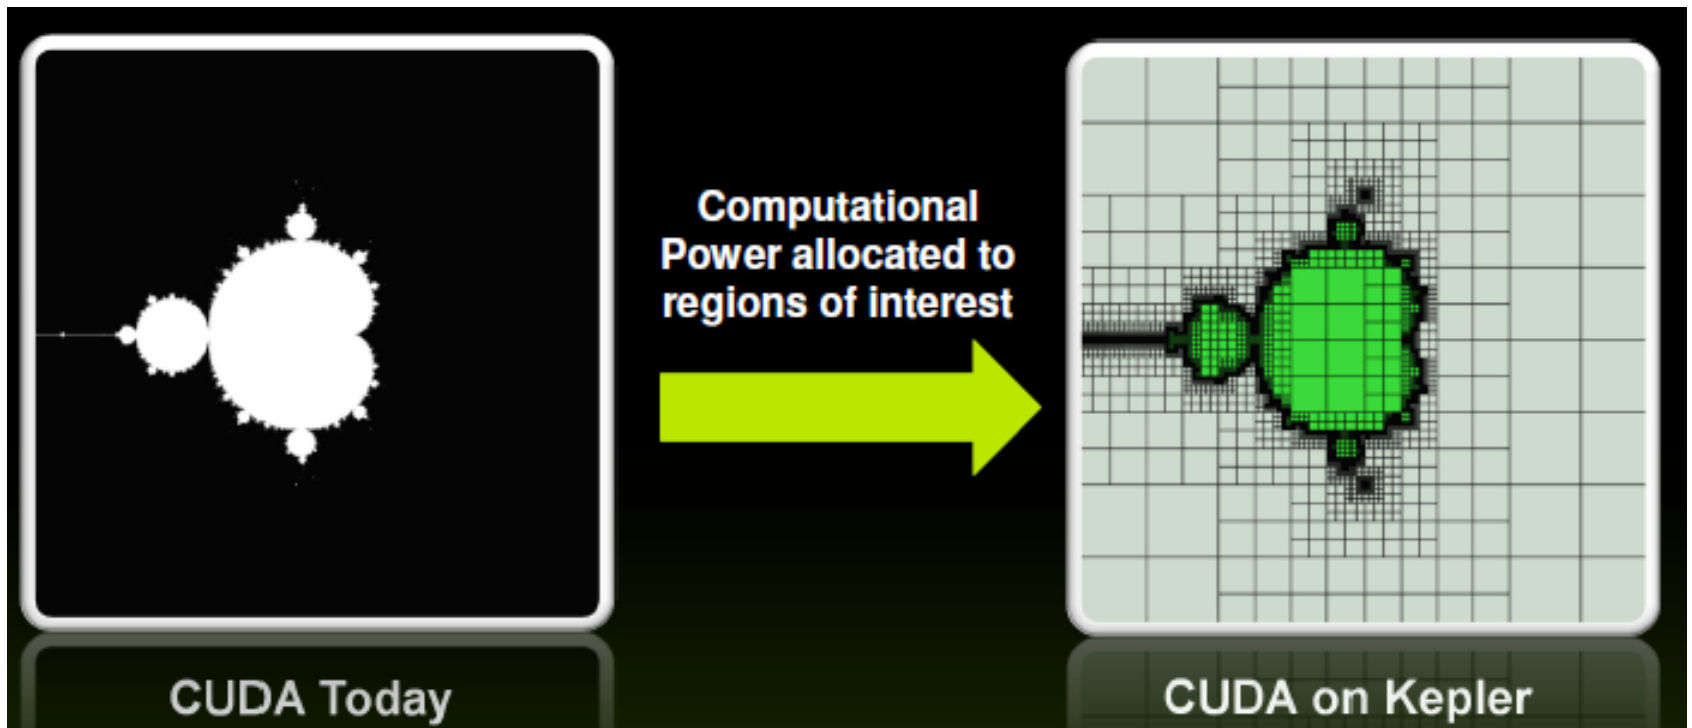 Computational
Power allocated to
regions of interest
CUDA Today
CUDA on Kepler